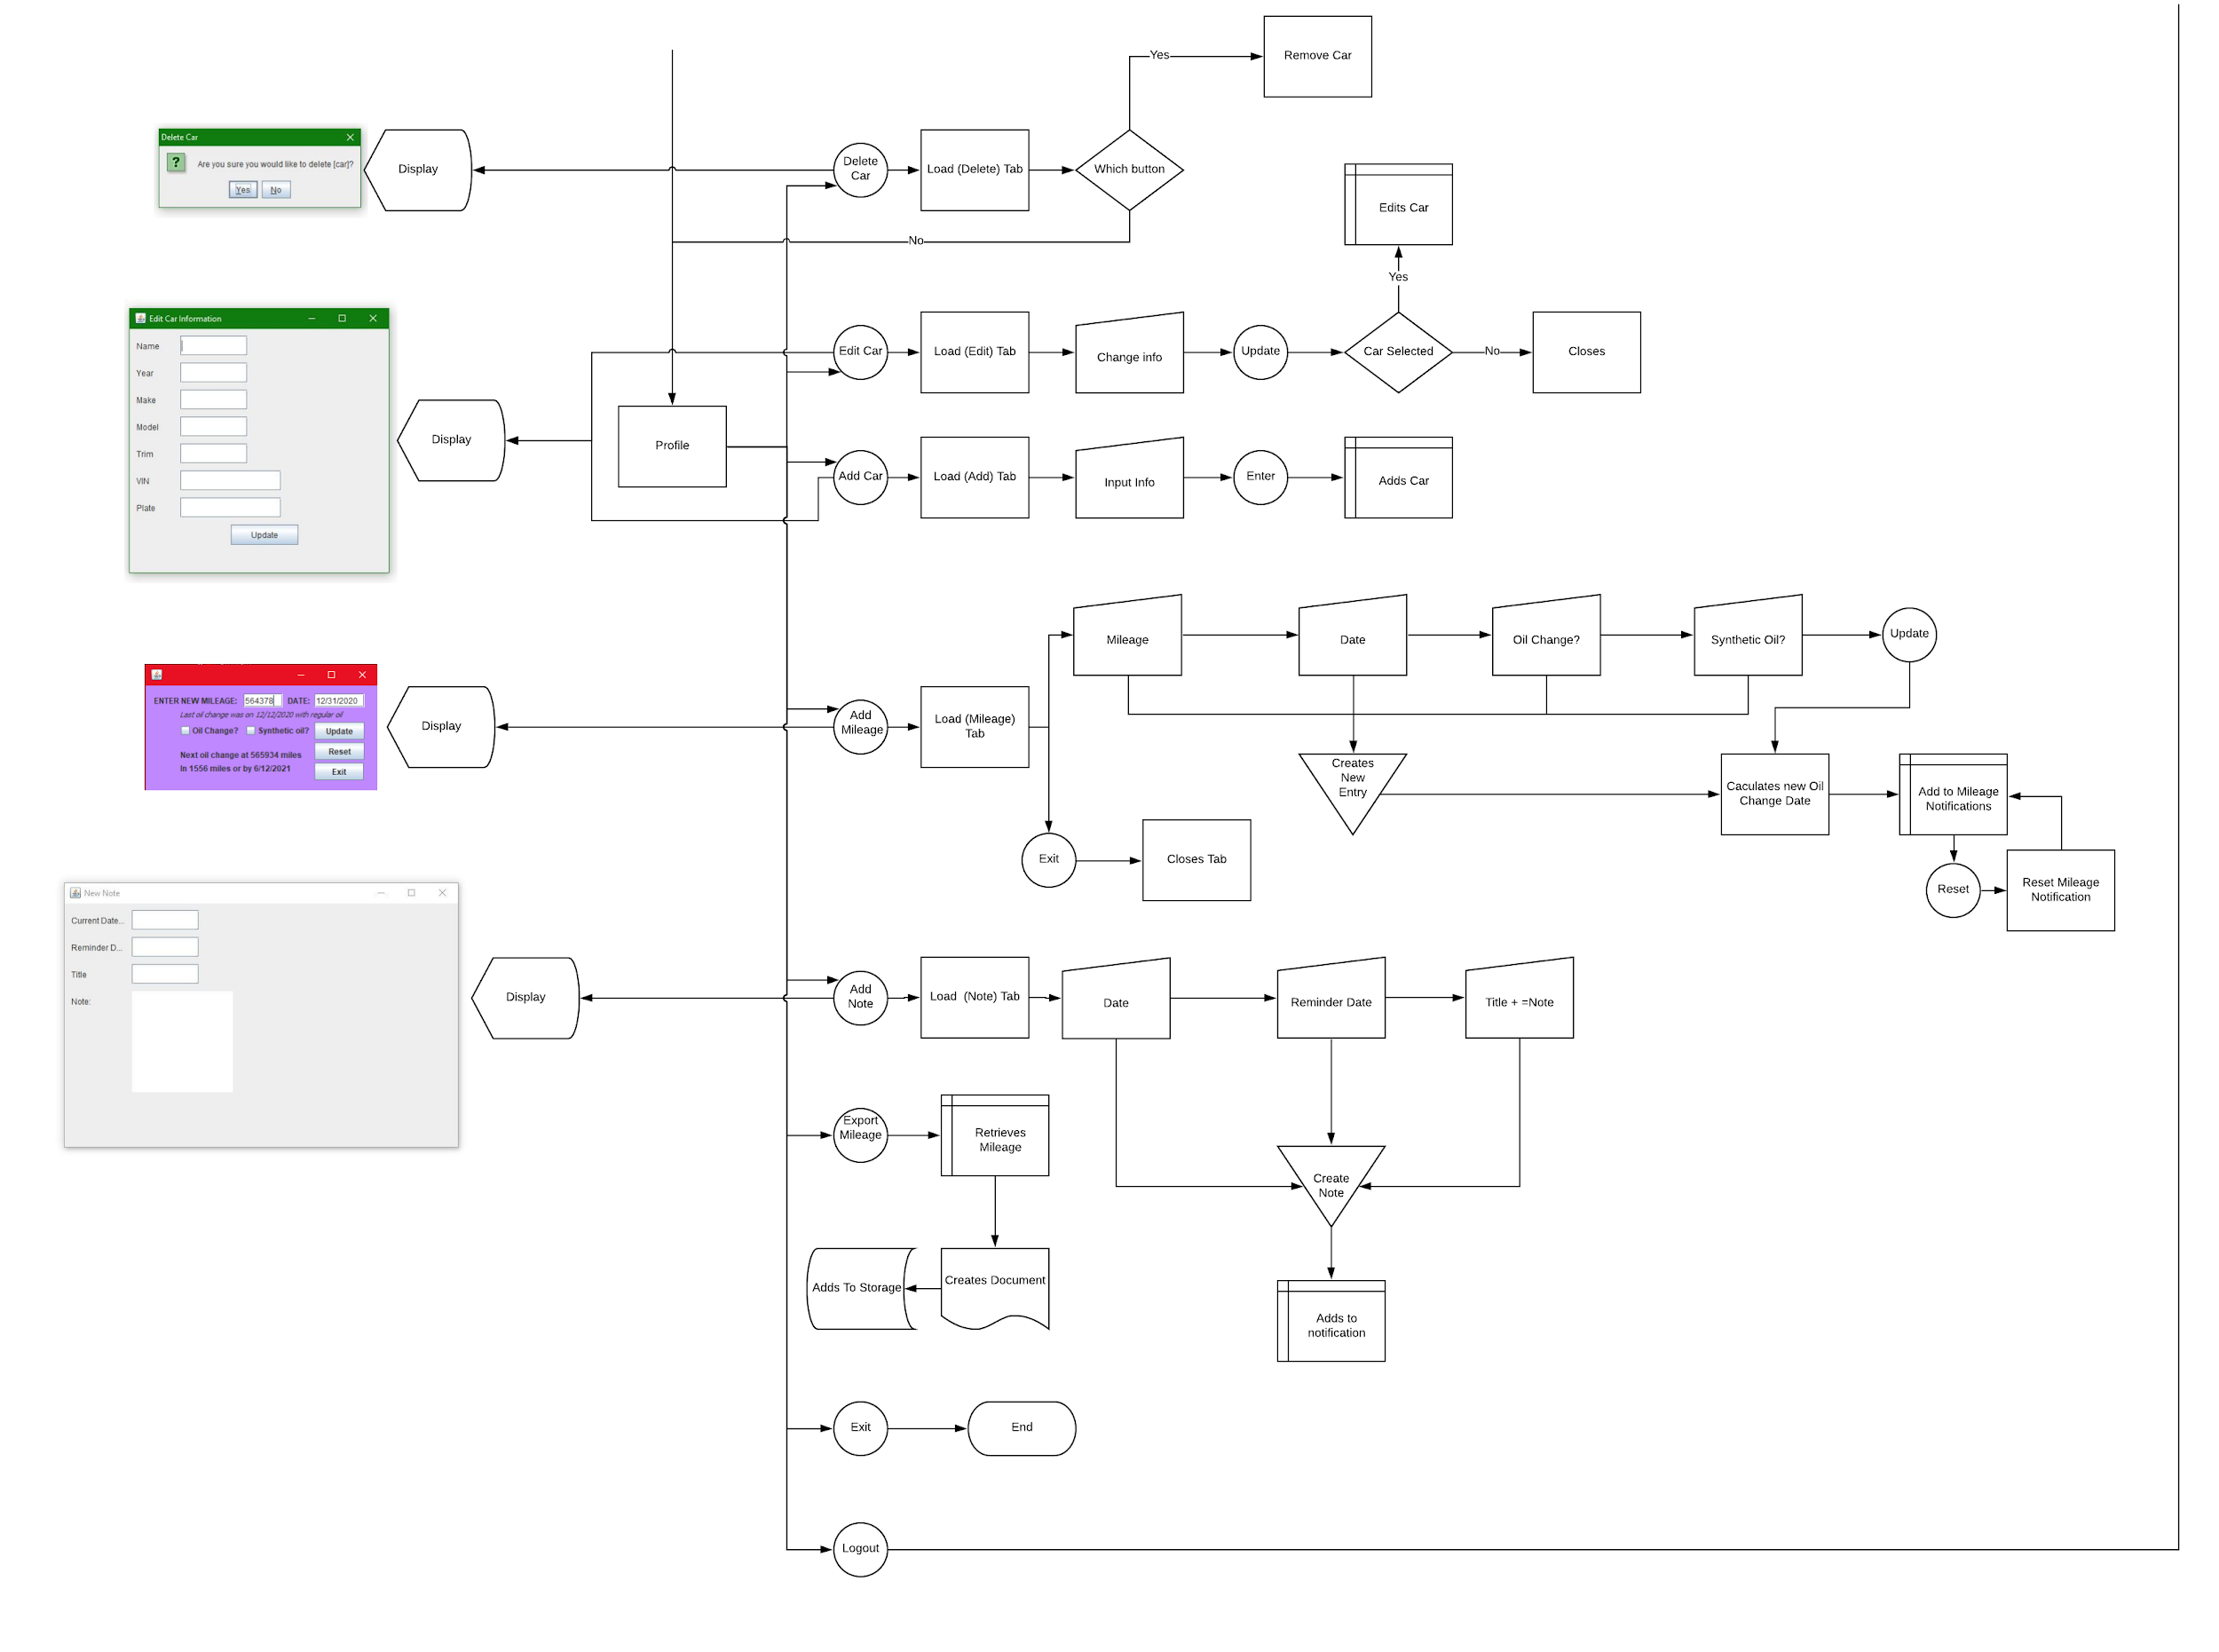 Yes
Remove Car
Delete Car
?
Are you sure you would like to delete [car]?
Yes
No
Display
Delete
Car
Load (Delete) Tab
Which button
Edits Car
No
Yes
Edit Car Information
Name
Year
Make
Model
Trim
VIN
Plate
Update
Display
Profile
Edit Car
Load (Edit) Tab
Change info
Update
Car Selected
No
Closes
Add Car
Load (Add) Tab
Input Info
Enter
Adds Car
Mileage
Date
Oil Change?
Synthetic Oil?
Update
ENTER NEW MILEAGE: 564378 DATE: 12/31/2020
Last oil change was on 12/12/2020 with regular oil
Oil Change? Synthetic oil? Update
Reset
Next oil change at 565934 miles
In 1556 miles or by 6/12/2021
Exit
Display
Add
Mileage
Load (Mileage)
Tab
Creates
New
Entry
Caculates new Oil
Change Date
Add to Mileage
Notifications
Exit
Closes Tab
Reset
Reset Mileage
Notification
New Note
Current Date...
Reminder D...
Title
Note:
Display
Add
Note
Load (Note) Tab
Date
Reminder Date
Title + =Note
Export
Mileage
Retrieves
Mileage
Create
Note
Adds To Storage
Creates Document
Adds to
notification
Exit
End
Logout